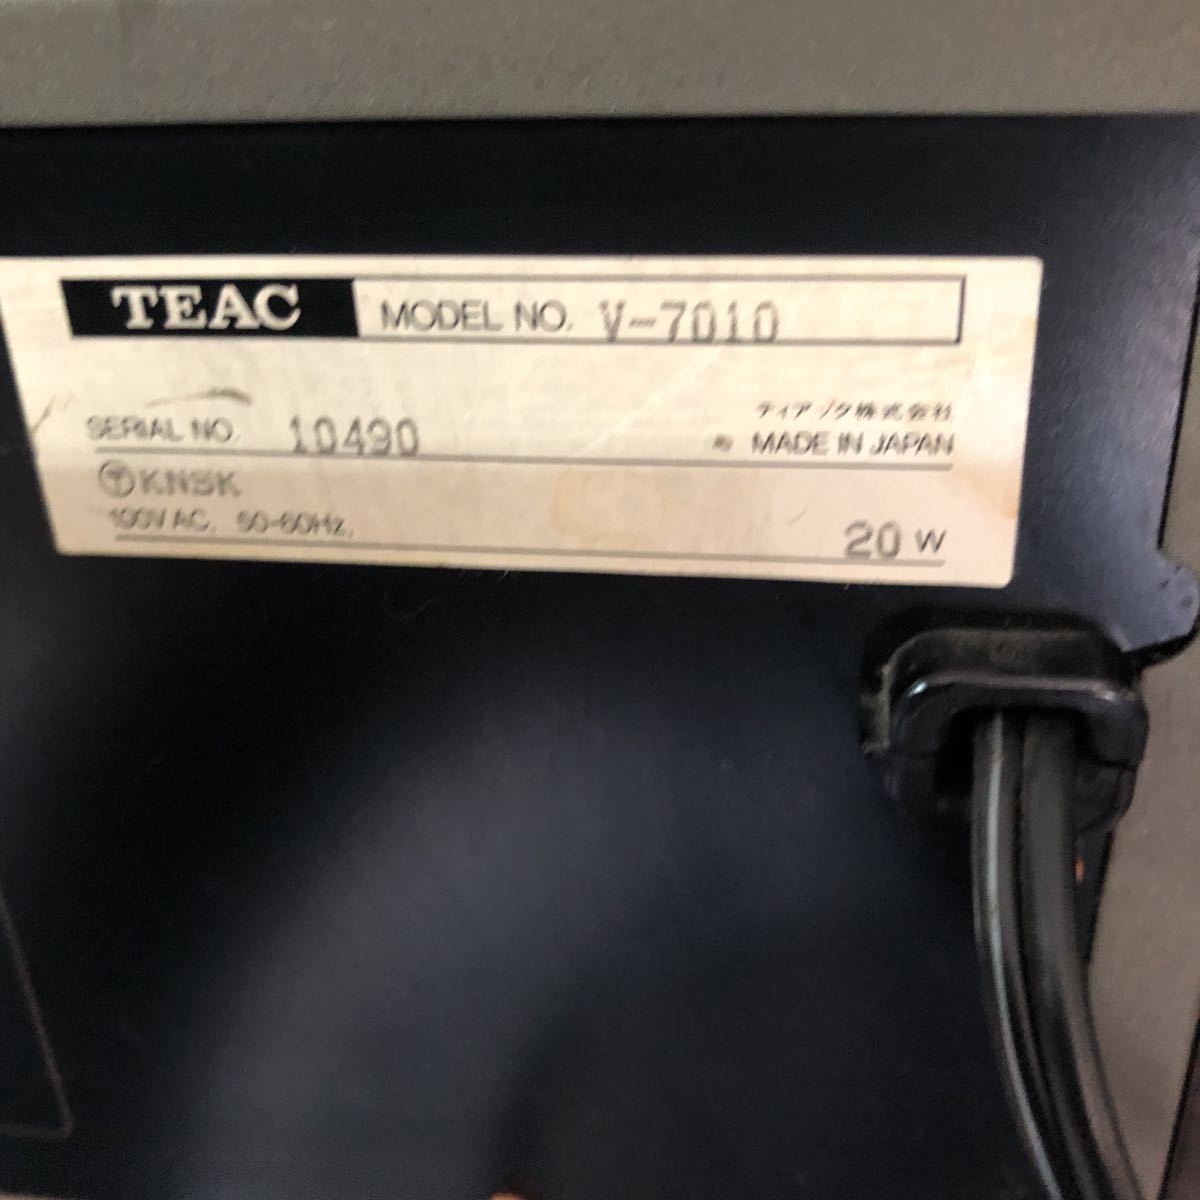 TEAC MODEL NO. V-7010
ティアック株式会社
SERIAL NO. 10490 MADE IN JAPAN
KNSK
100V AC, 50-60Hz, 20 W